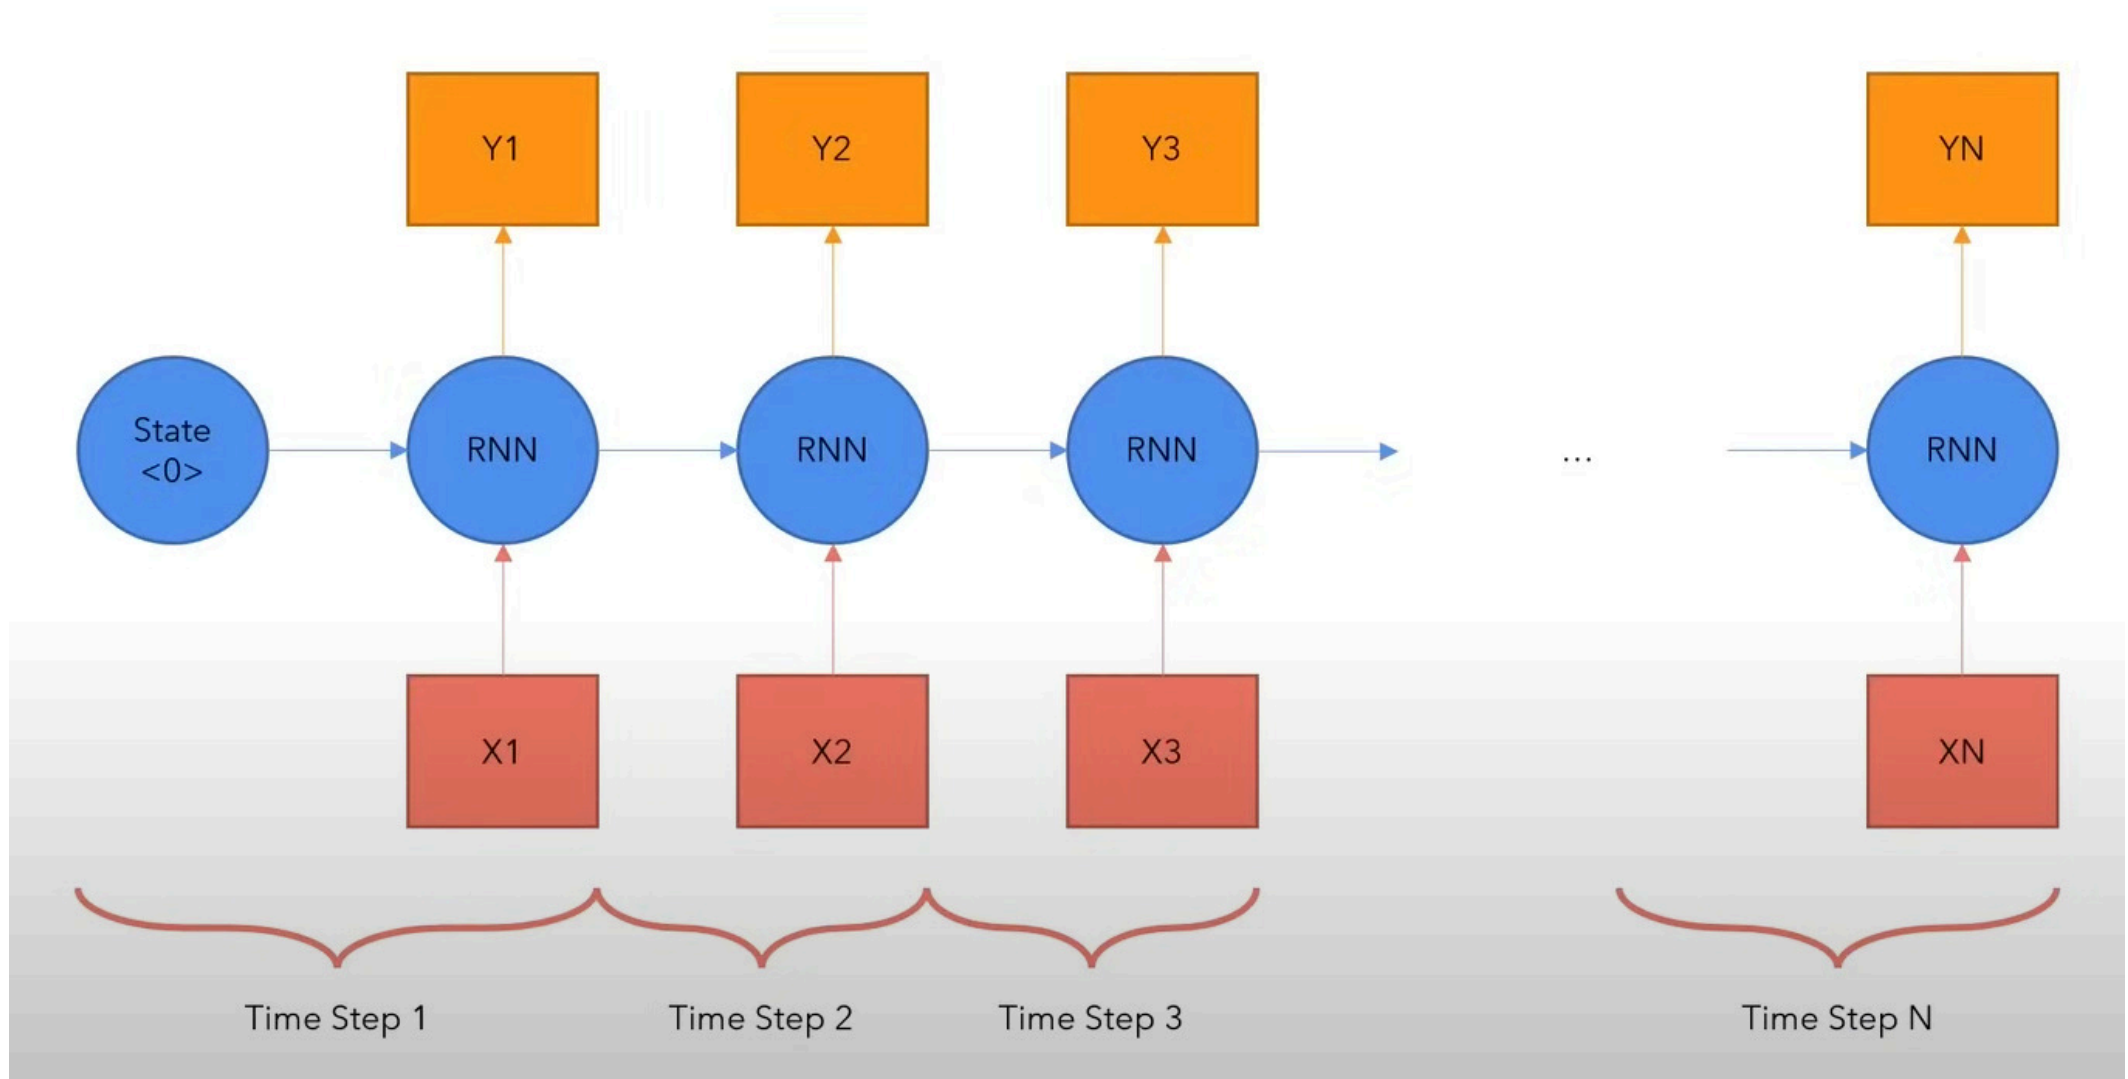 Y1
Y2
Y3
YN
State
<0>
RNN
RNN
RNN
...
RNN
X1
X2
X3
XN
Time Step 1
Time Step 2
Time Step 3
Time Step N